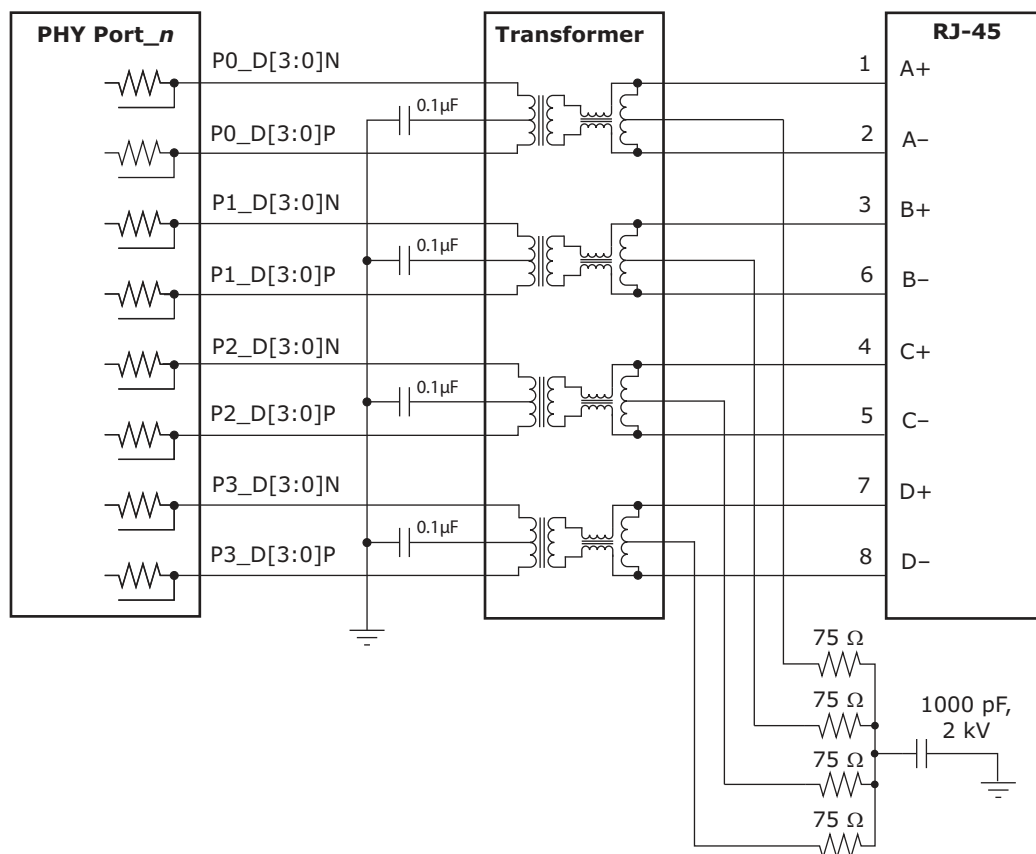 PHY Port_n
Transformer
RJ-45
P0_D[3:0]N
1
A+
0.1µF
P0_D[3:0]P
2
A–
P1_D[3:0]N
3
B+
0.1µF
P1_D[3:0]P
6
B–
P2_D[3:0]N
4
C+
0.1µF
P2_D[3:0]P
5
C–
P3_D[3:0]N
7
D+
0.1µF
P3_D[3:0]P
8
D–
75 Ω
75 Ω
1000 pF,
2 kV
75 Ω
75 Ω